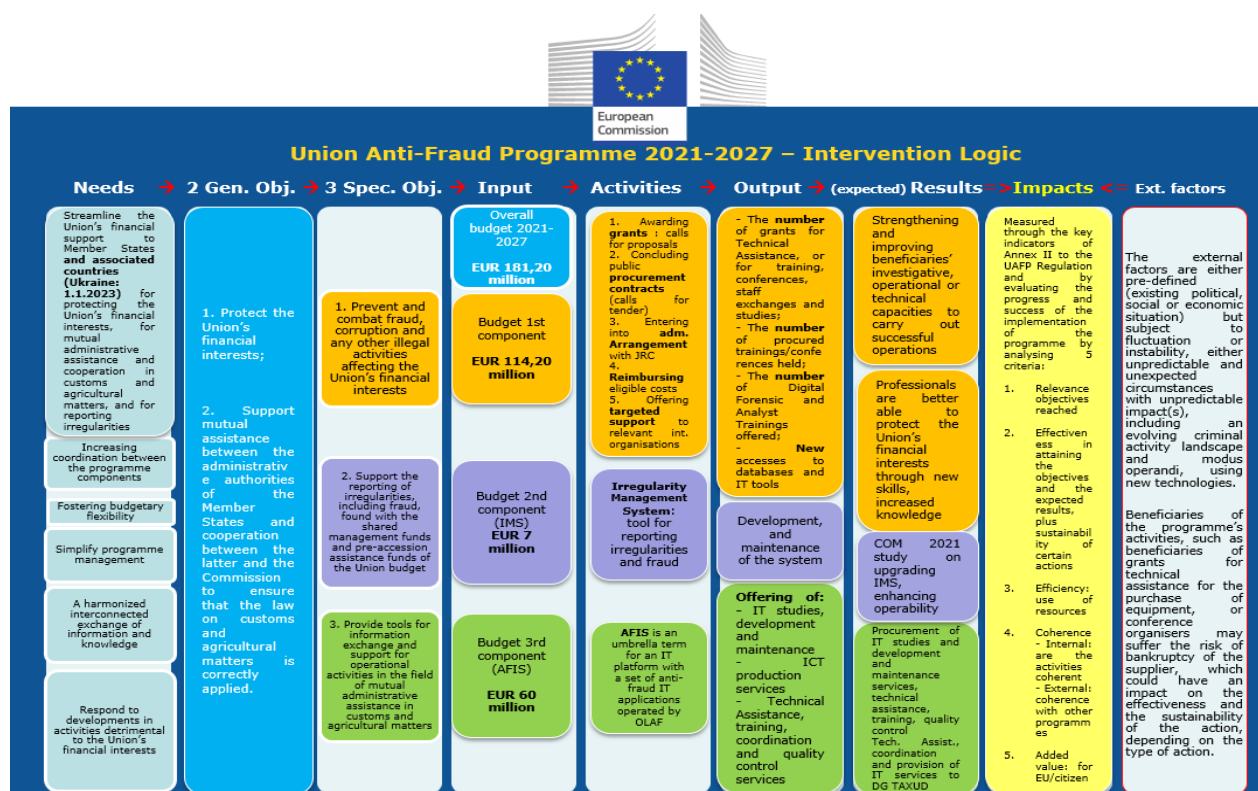 European
Commission
Union Anti-Fraud Programme 2021-2027 – Intervention Logic
Needs → 2 Gen. Obj. → 3 Spec. Obj. → Input → Activities → Output → (expected) Results –>Impacts <– Ext. factors
Streamline the
Union's financial
support to
Member States
and associated
countries
(Ukraine:
1.1.2023) for
protecting the
Union's financial
interests, for
mutual
administrative
assistance and
cooperation in
customs and
agricultural
matters, and for
reporting
irregularities
Increasing
coordination between
the programme
components
Fostering budgetary
flexibility
Simplify programme
management
A harmonized
interconnected
exchange of
information and
knowledge
Respond to
developments in
activities detrimental
to the Union's
financial interests
1. Protect the
Union's
financial
interests;
2. Support
mutual
assistance
between the
administrativ
e authorities
of the
Member
States and
cooperation
between the
latter and the
Commission
to ensure
that the law
on customs
and
agricultural
matters is
correctly
applied.
1. Prevent and
combat fraud,
corruption and
any other illegal
activities
affecting the
Union's financial
interests
2. Support the
reporting of
irregularities,
including fraud,
found with the
shared
management funds
and pre-accession
assistance funds of
the Union budget
3. Provide tools for
information
exchange and
support for
operational
activities in the field
of mutual
administrative
assistance in
customs and
agricultural matters
Overall
budget 2021-
2027
EUR 181,20
million
Budget 1st
component
EUR 114,20
million
Budget 2nd
component
(IMS)
EUR 7
million
Budget 3rd
component
(AFIS)
EUR 60
million
1. Awarding
grants : calls
for proposals
2. Concluding
public
procurement
contracts
(calls for
tender)
3. Entering
into adm.
Arrangement
with JRC
4.
Reimbursing
eligible costs
5. Offering
targeted
support to
relevant int.
organisations
Irregularity
Management
System:
tool for
reporting
irregularities
and fraud
AFIS is an
umbrella term
for an IT
platform with
a set of anti-
fraud IT
applications
operated by
OLAF
- The number
of grants for
Technical
Assistance, or
for training,
conferences,
staff
exchanges and
studies;
- The number
of procured
trainings/confe
rences held;
- The number
of Digital
Forensic and
Analyst
Trainings
offered;
- New
accesses to
databases and
IT tools
Development,
and
maintenance
of the system
Offering of:
- IT studies,
development
and
maintenance
- ICT
production
services
- Technical
Assistance,
training,
coordination
and quality
control
services
Strengthening
and
improving
beneficiaries'
investigative,
operational or
technical
capacities to
carry out
successful
operations
Professionals
are better
able to
protect the
Union's
financial
interests
through new
skills,
increased
knowledge
COM 2021
study on
upgrading
IMS,
enhancing
operability
Procurement of
IT studies and
development
and
maintenance
services,
technical
assistance,
training, quality
control
Tech. Assist.,
coordination
and provision of
IT services to
DG TAXUD
Measured
through the key
indicators of
Annex II to the
UAFP Regulation
and by
evaluating the
progress and
success of the
implementation
of the
programme by
analysing 5
criteria:
1. Relevance
objectives
reached
2. Effectiven
ess in
attaining
the
objectives
and the
expected
results,
plus
sustainabil
ity of
certain
actions
3. Efficiency:
use of
resources
4. Coherence
- Internal:
are the
activities
coherent
- External:
coherence
with other
programm
es
5. Added
value: for
EU/citizen
The external
factors are either
pre-defined
(existing political,
social or economic
situation) but
subject to
fluctuation or
instability, either
unpredictable and
unexpected
circumstances
with unpredictable
impact(s),
including an
evolving criminal
activity landscape
and modus
operandi, using
new technologies.
Beneficiaries of
the programme's
activities, such as
beneficiaries of
grants for
technical
assistance for the
purchase of
equipment, or
conference
organisers may
suffer the risk of
bankruptcy of the
supplier, which
could have an
impact on the
effectiveness and
the sustainability
of the action,
depending on the
type of action.